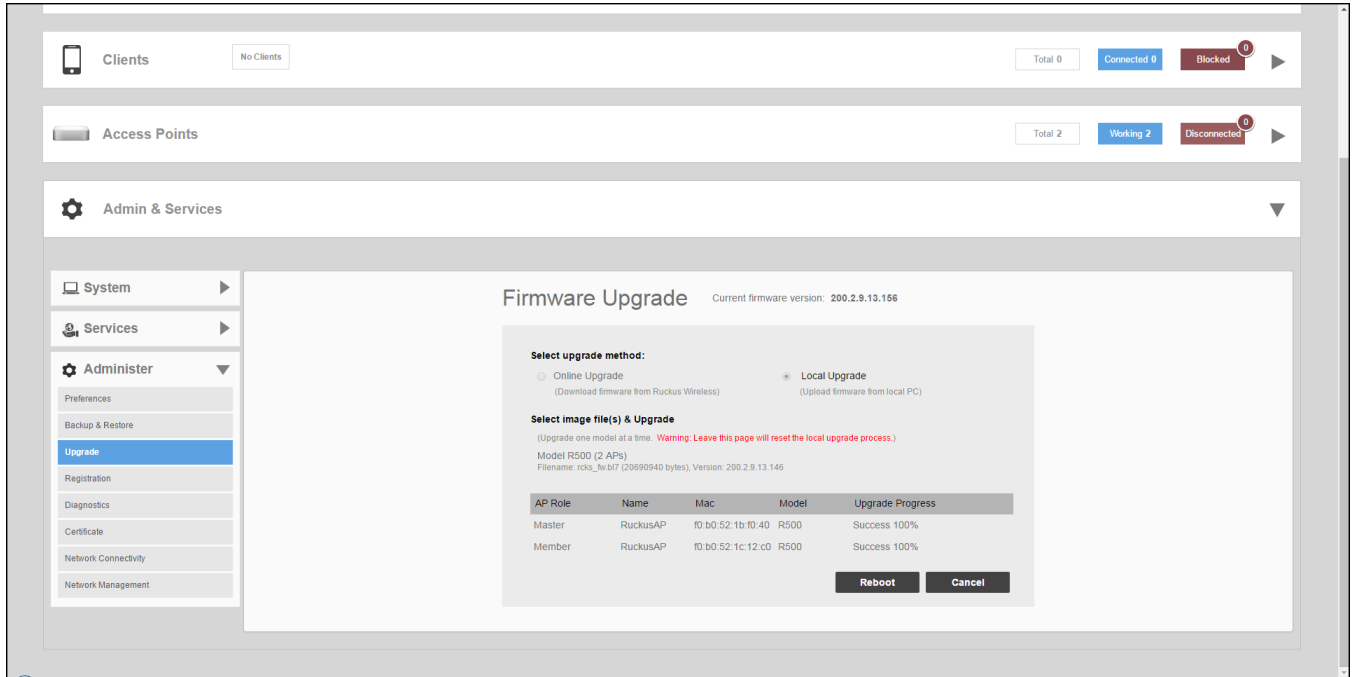 Clients
No Clients
Total 0
Connected 0
Blocked
0
Access Points
Total 2
Working 2
Disconnected
0
Admin & Services
System
Services
Administer
Preferences
Backup & Restore
Upgrade
Registration
Diagnostics
Certificate
Network Connectivity
Network Management
Firmware Upgrade Current firmware version: 200.2.9.13.156
Select upgrade method:
Online Upgrade Local Upgrade
(Download firmware from Ruckus Wireless) (Upload firmware from local PC)
Select image file(s) & Upgrade
(Upgrade one model at a time. Warning: Leave this page will reset the local upgrade process.)
Model R500 (2 APs)
Filename: rcks_fw.bl7 (20690940 bytes), Version: 200.2.9.13.146
AP Role Name Mac Model Upgrade Progress
Master RuckusAP f0:b0:52:1b:f0:40 R500 Success 100%
Member RuckusAP f0:b0:52:1c:12:c0 R500 Success 100%
Reboot Cancel